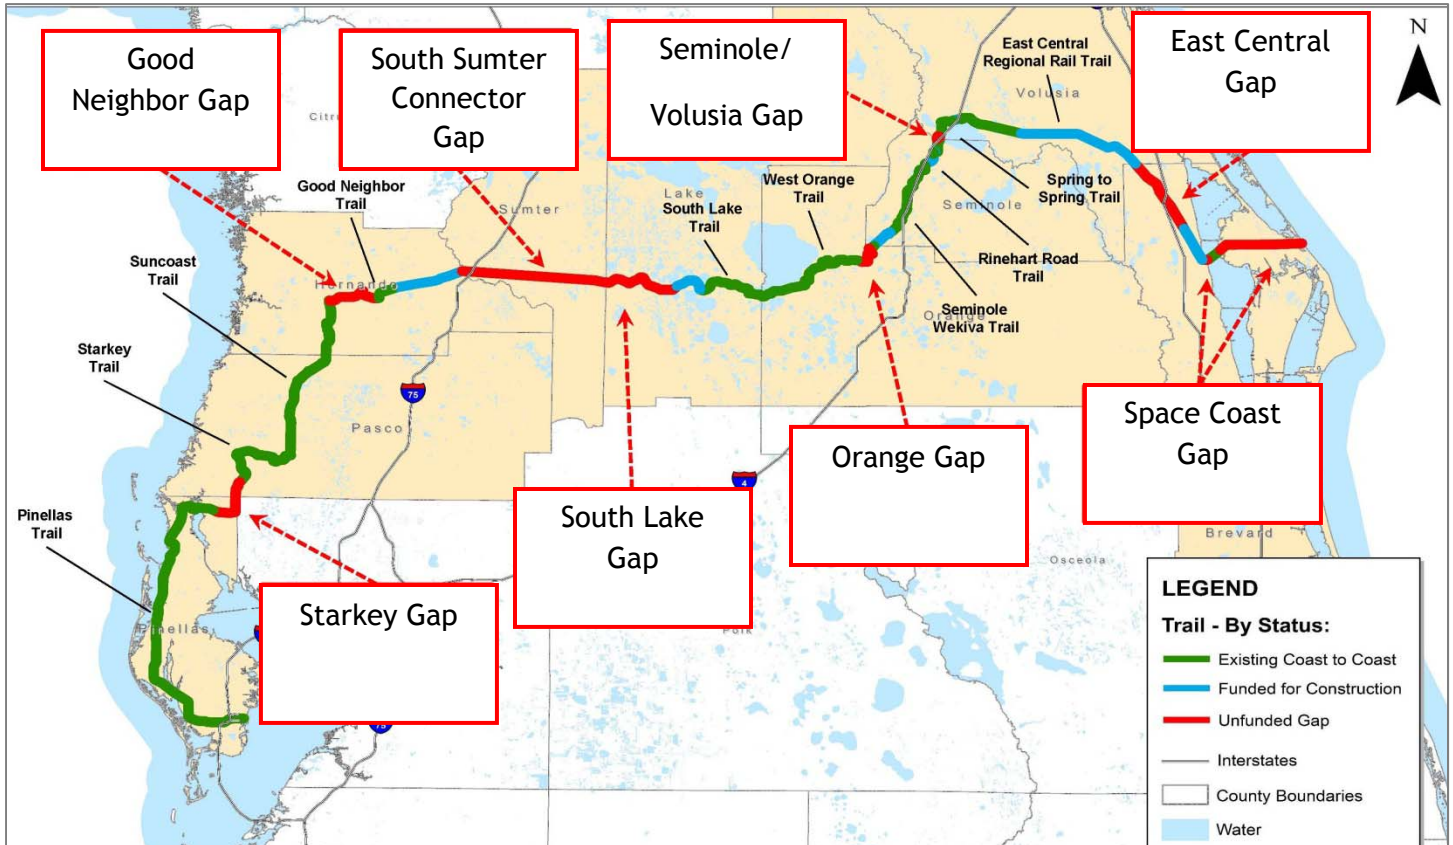 Good
Neighbor Gap
South Sumter
Connector
Gap
Seminole/
Volusia Gap
East Central
Regional Rail Trail
East Central
Gap
N
Volusia
Good Neighbor
Trail
Sumter
Lake
South Lake
Trail
West Orange
Trail
Spring to
Spring Trail
Seminole
Rinehart Road
Trail
Seminole
Wekiva Trail
Orange
Suncoast
Trail
Hernando
Starkey
Trail
75
Pasco
Space Coast
Gap
Orange Gap
4
South Lake
Gap
Pinellas
Trail
Starkey Gap
Pinellas
Polk
Osceola
Brevard
75
LEGEND
Trail - By Status:
Existing Coast to Coast
Funded for Construction
Unfunded Gap
Interstates
County Boundaries
Water